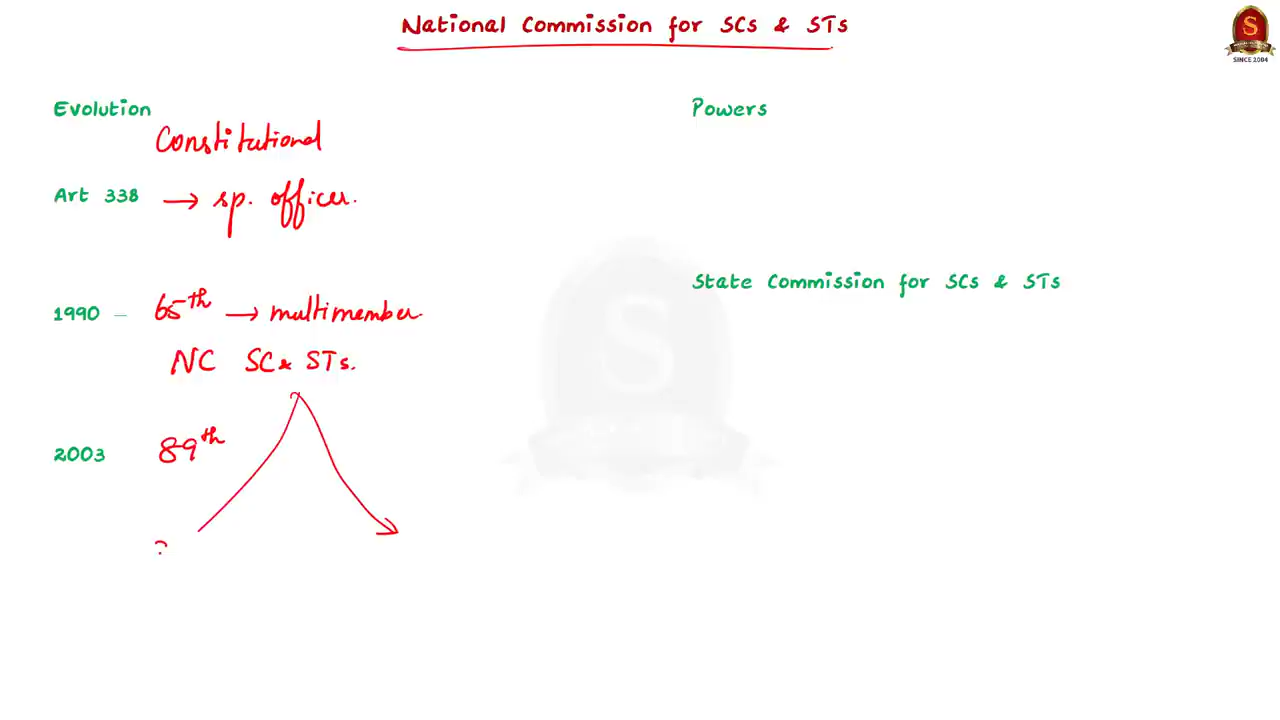 National Commission for SCs & STs
S
SINCE 2004
Evolution
Constitutional
Art 338 → sp. officer.
1990 – 65th → multimember
NC SC & STs.
2003 89th
Powers
State Commission for SCs & STs
S